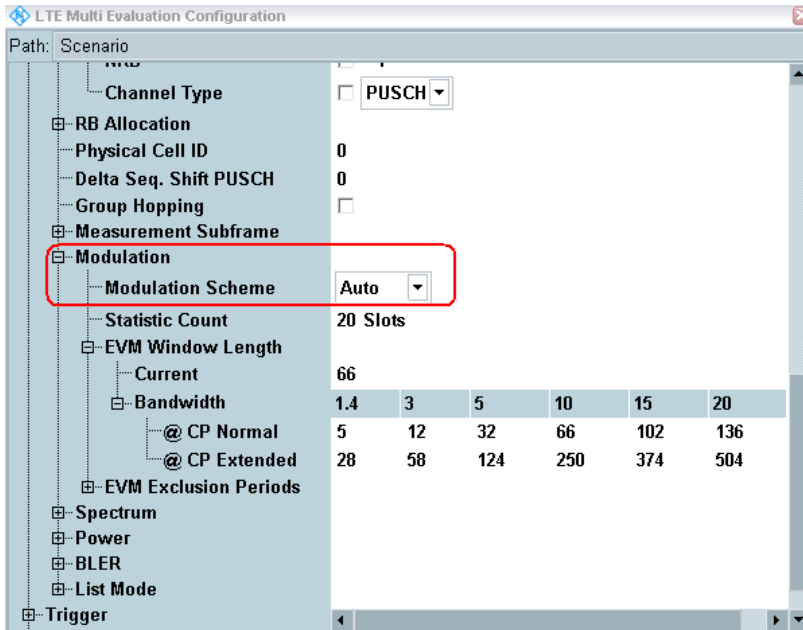 LTE Multi Evaluation Configuration
Path: Scenario
Channel Type PUSCH
RB Allocation
Physical Cell ID 0
Delta Seq. Shift PUSCH 0
Group Hopping
Measurement Subframe
Modulation
Modulation Scheme Auto
Statistic Count 20 Slots
EVM Window Length
Current 66
Bandwidth 1.4 3 5 10 15 20
@ CP Normal 5 12 32 66 102 136
@ CP Extended 28 58 124 250 374 504
EVM Exclusion Periods
Spectrum
Power
BLER
List Mode
Trigger